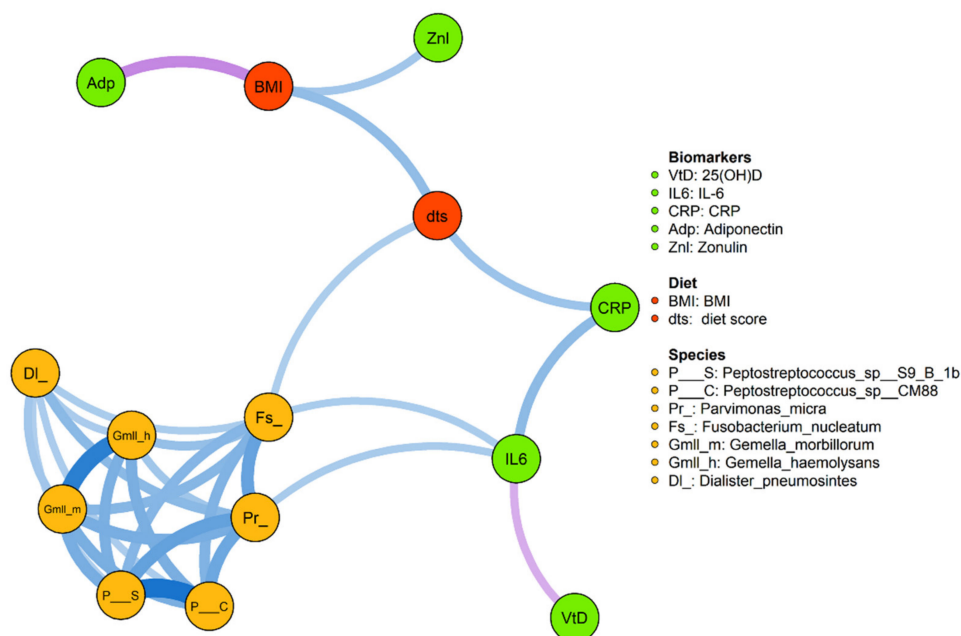 Znl
Adp
BMI
dts
CRP
Dl_
Fs_
Gmll_h
IL6
Gmll_m
Pr_
P___S
P___C
VtD
Biomarkers
VtD: 25(OH)D
IL6: IL-6
CRP: CRP
Adp: Adiponectin
Znl: Zonulin
Diet
BMI: BMI
dts:  diet score
Species
P___S: Peptostreptococcus_sp__S9_B_1b
P___C: Peptostreptococcus_sp__CM88
Pr_: Parvimonas_micra
Fs_: Fusobacterium_nucleatum
Gmll_m: Gemella_morbillorum
Gmll_h: Gemella_haemolysans
Dl_: Dialister_pneumosintes